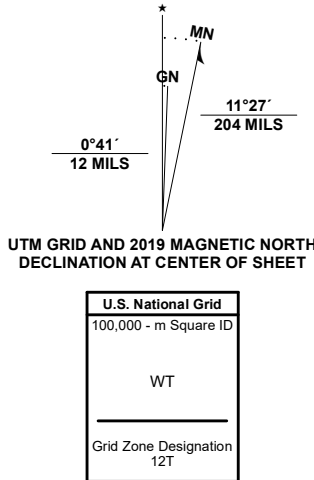 ★
MN
GN
11°27´
204 MILS
0°41´
12 MILS
UTM GRID AND 2019 MAGNETIC NORTH
DECLINATION AT CENTER OF SHEET
U.S. National Grid
100,000 - m Square ID
WT
Grid Zone Designation
12T